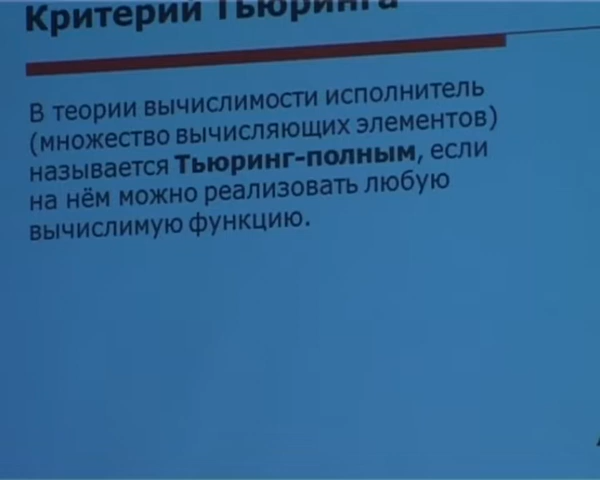 Критерий Тьюринга
В теории вычислимости исполнитель
(множество вычисляющих элементов)
называется Тьюринг-полным, если
на нём можно реализовать любую
вычислимую функцию.